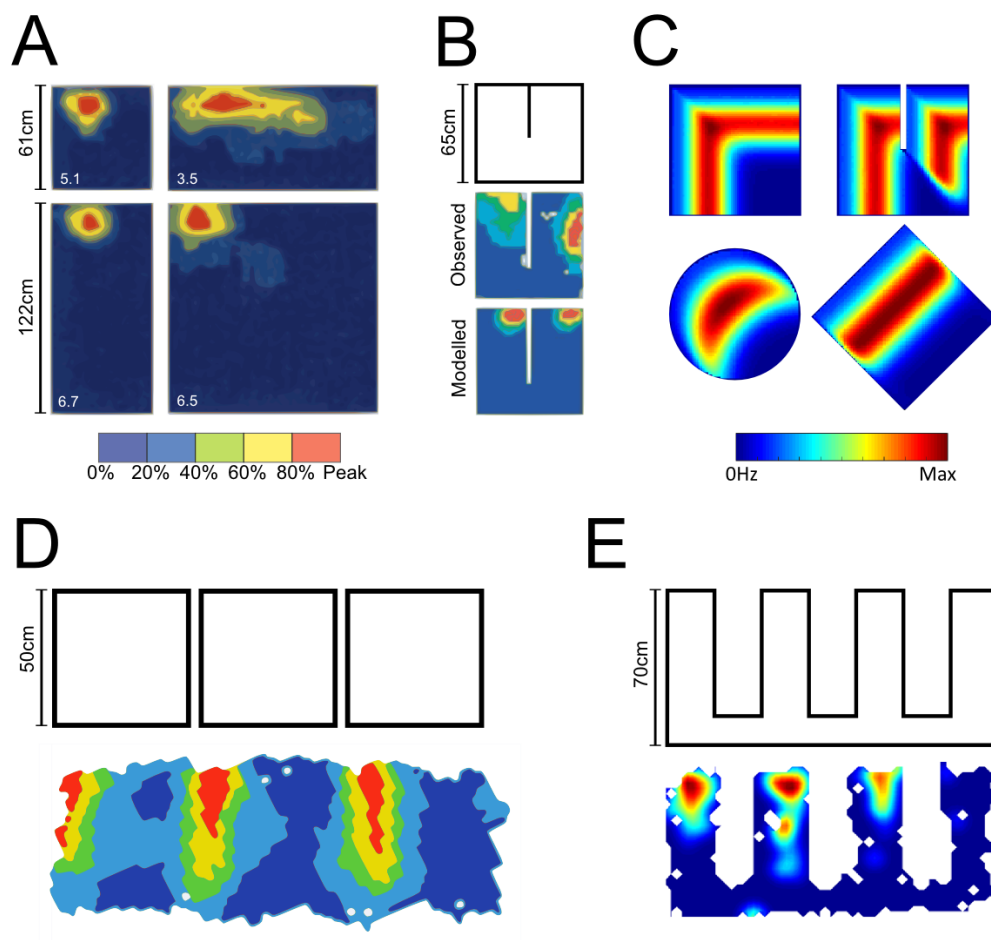 A
B
C
61cm
5.1
3.5
122cm
6.7
6.5
0% 20% 40% 60% 80% Peak
65cm
Observed
Modelled
0Hz Max
D
E
50cm
70cm